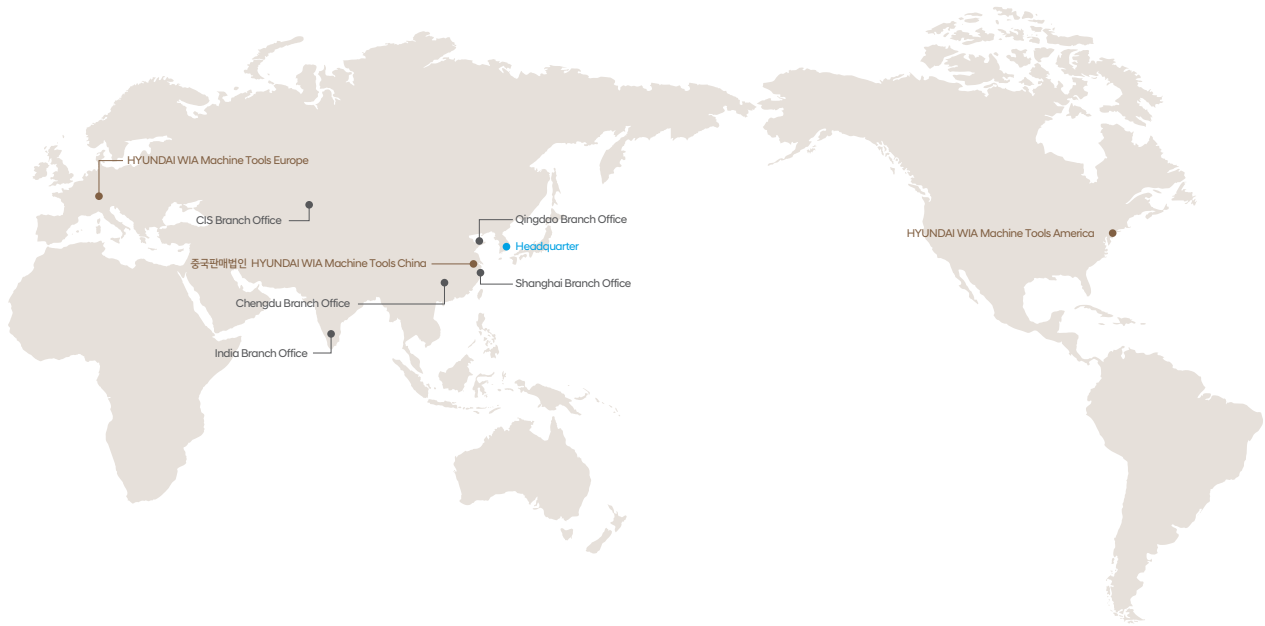 HYUNDAI WIA Machine Tools Europe
CIS Branch Office
Qingdao Branch Office
HYUNDAI WIA Machine Tools America
Headquarter
중국판매법인 HYUNDAI WIA Machine Tools China
Shanghai Branch Office
Chengdu Branch Office
India Branch Office